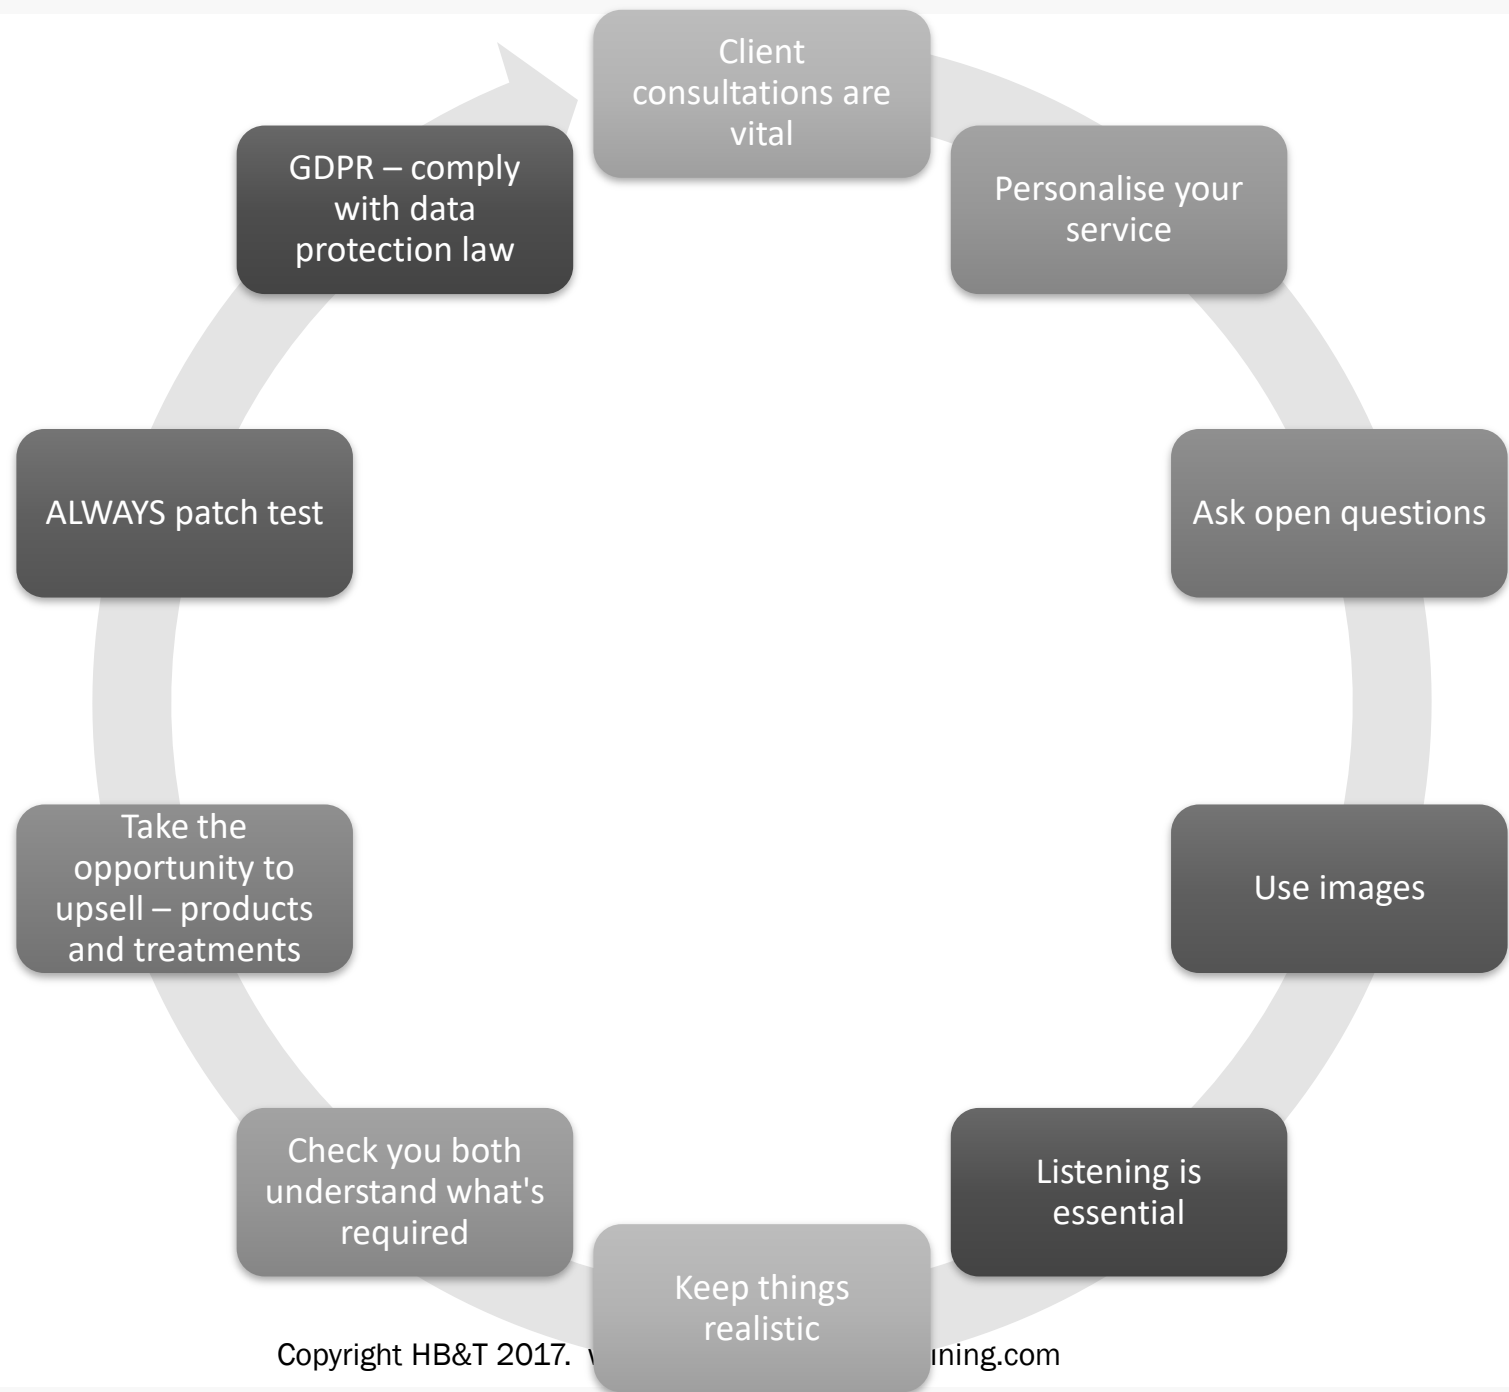 Client
consultations are
vital
Personalise your
service
Ask open questions
Use images
Listening is
essential
Keep things
realistic
Check you both
understand what's
required
Take the
opportunity to
upsell – products
and treatments
ALWAYS patch test
GDPR – comply
with data
protection law
Copyright HB&T 2017.